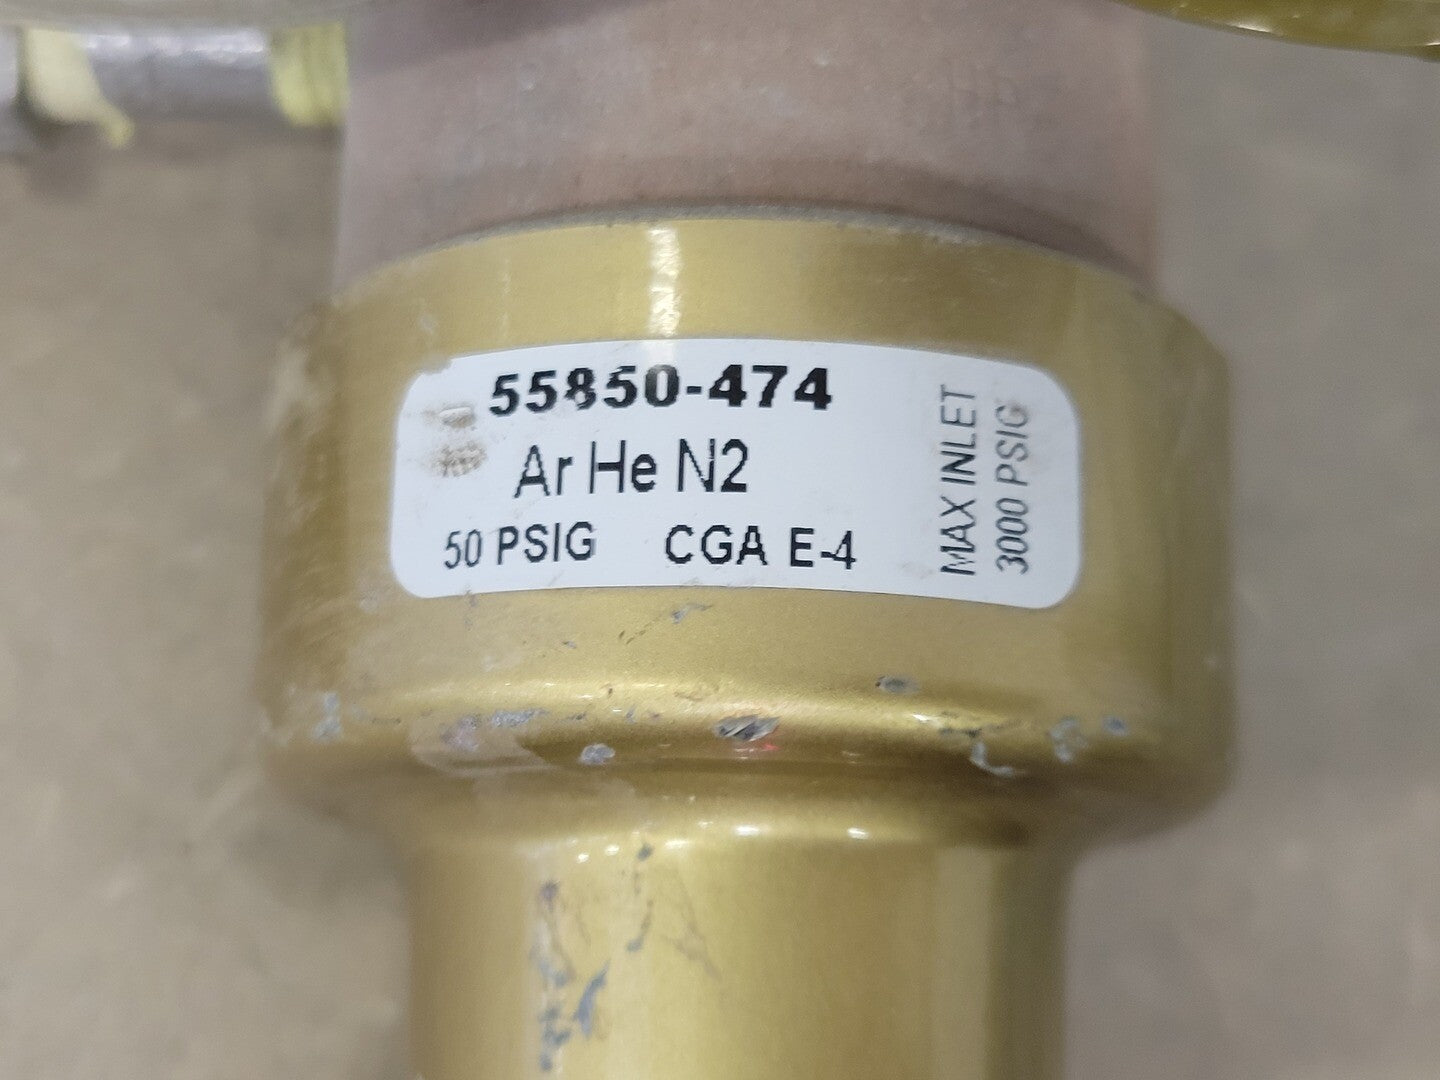 55850-474
Ar He N2
50 PSIG CGA E-4
MAX INLET
3000 PSIG